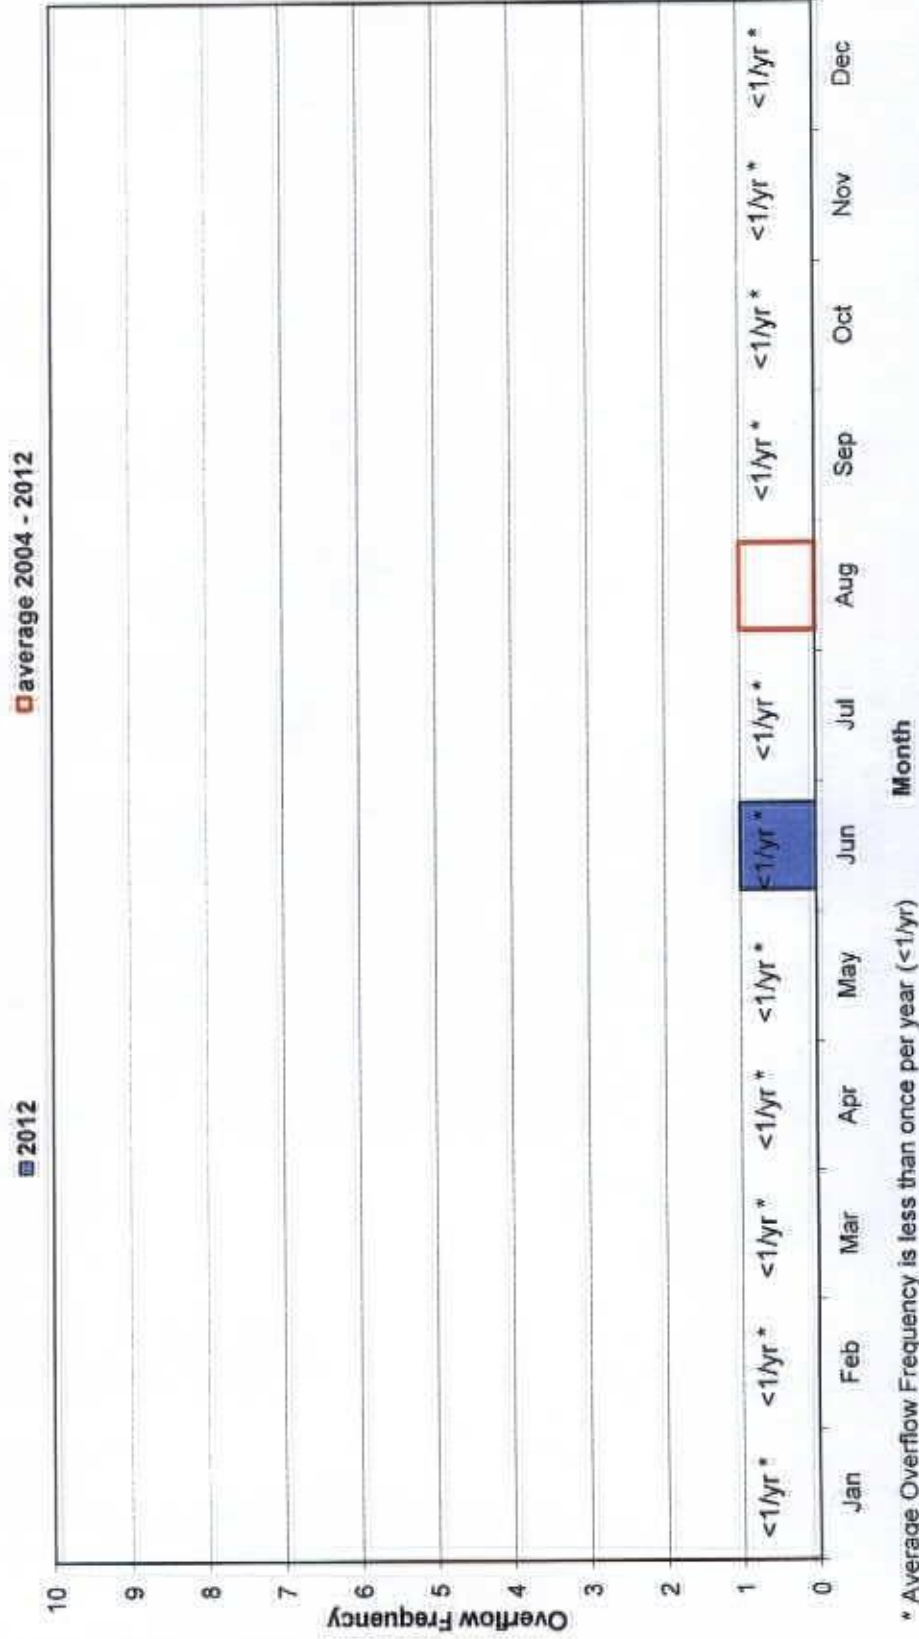 2012
average 2004 - 2012
Overflow Frequency
10
9
8
7
6
5
4
3
2
1
0
<1/yr *
<1/yr *
<1/yr *
<1/yr *
<1/yr *
<1/yr *
<1/yr *
<1/yr *
<1/yr *
<1/yr *
<1/yr *
Jan
Feb
Mar
Apr
May
Jun
Jul
Aug
Sep
Oct
Nov
Dec
Month
* Average Overflow Frequency is less than once per year (<1/yr)